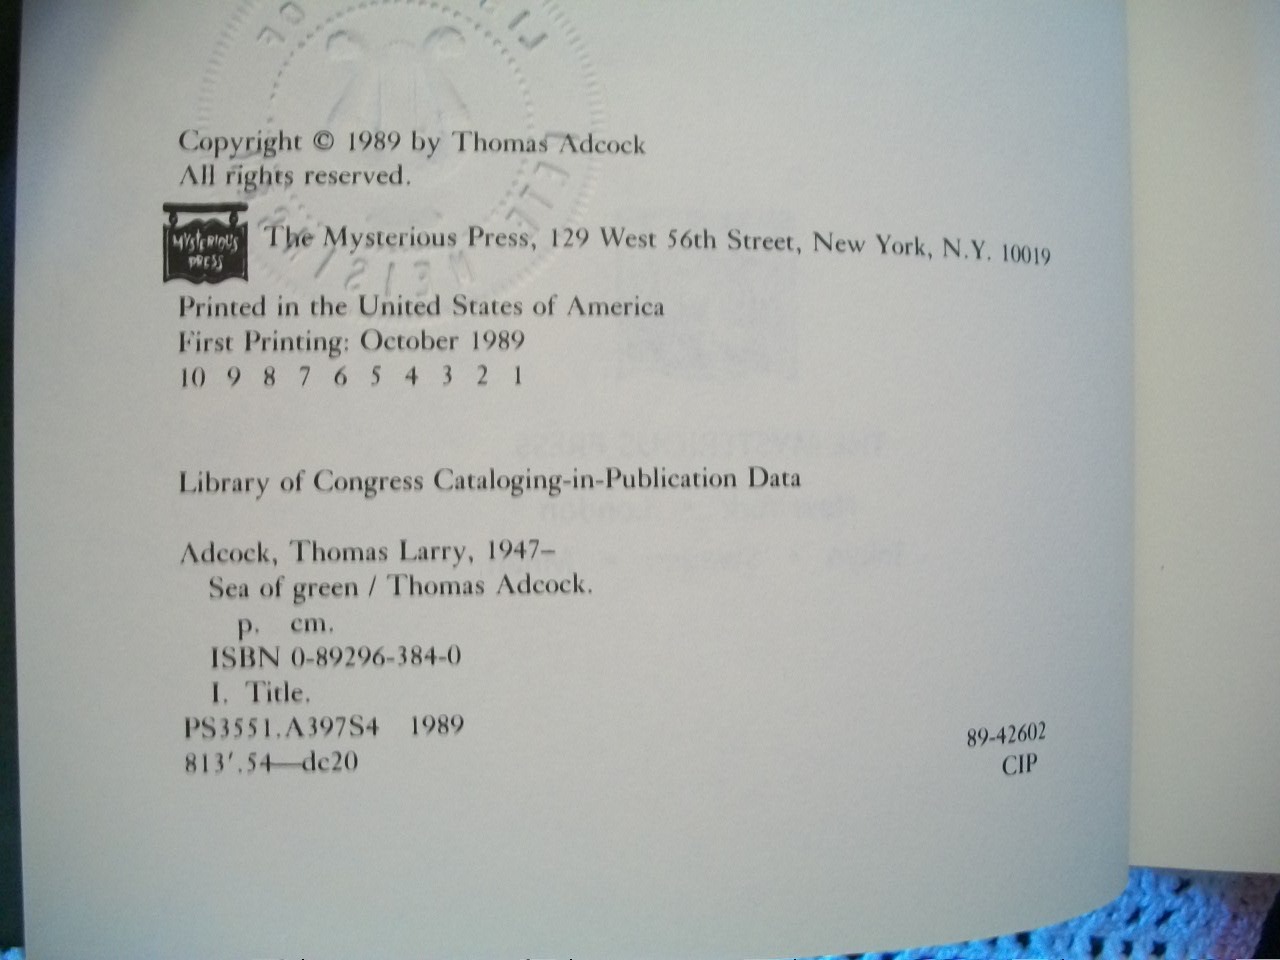 Copyright © 1989 by Thomas Adcock
All rights reserved.
MYSTERIOUS
PRESS
The Mysterious Press, 129 West 56th Street, New York, N.Y. 10019
Printed in the United States of America
First Printing: October 1989
10 9 8 7 6 5 4 3 2 1
Library of Congress Cataloging-in-Publication Data
Adcock, Thomas Larry, 1947–
Sea of green / Thomas Adcock.
p. cm.
ISBN 0-89296-384-0
I. Title.
PS3551.A397S4 1989
813′.54—dc20
89-42602
CIP